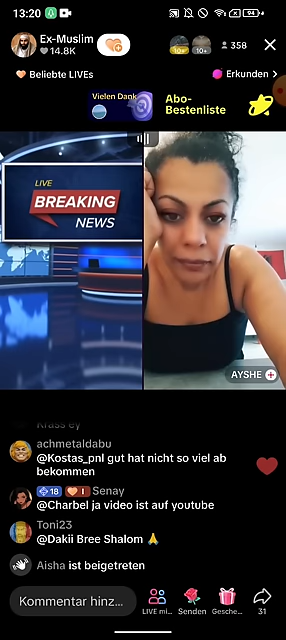 13:20
Ex-Muslim
14.8K
10+
10+
358
Beliebte LIVEs
Erkunden >
Vielen Dank
Abo-
Bestenliste
LIVE
BREAKING
NEWS
AYSHE
Krass ey
achmetaldabu
@Kostas_pnl gut hat nicht so viel ab
bekommen
18 I Senay
@Charbel ja video ist auf youtube
Toni23
@Dakii Bree Shalom 🙏
Aisha ist beigetreten
Kommentar hinz...
LIVE mi...
Senden
Gesche...
31